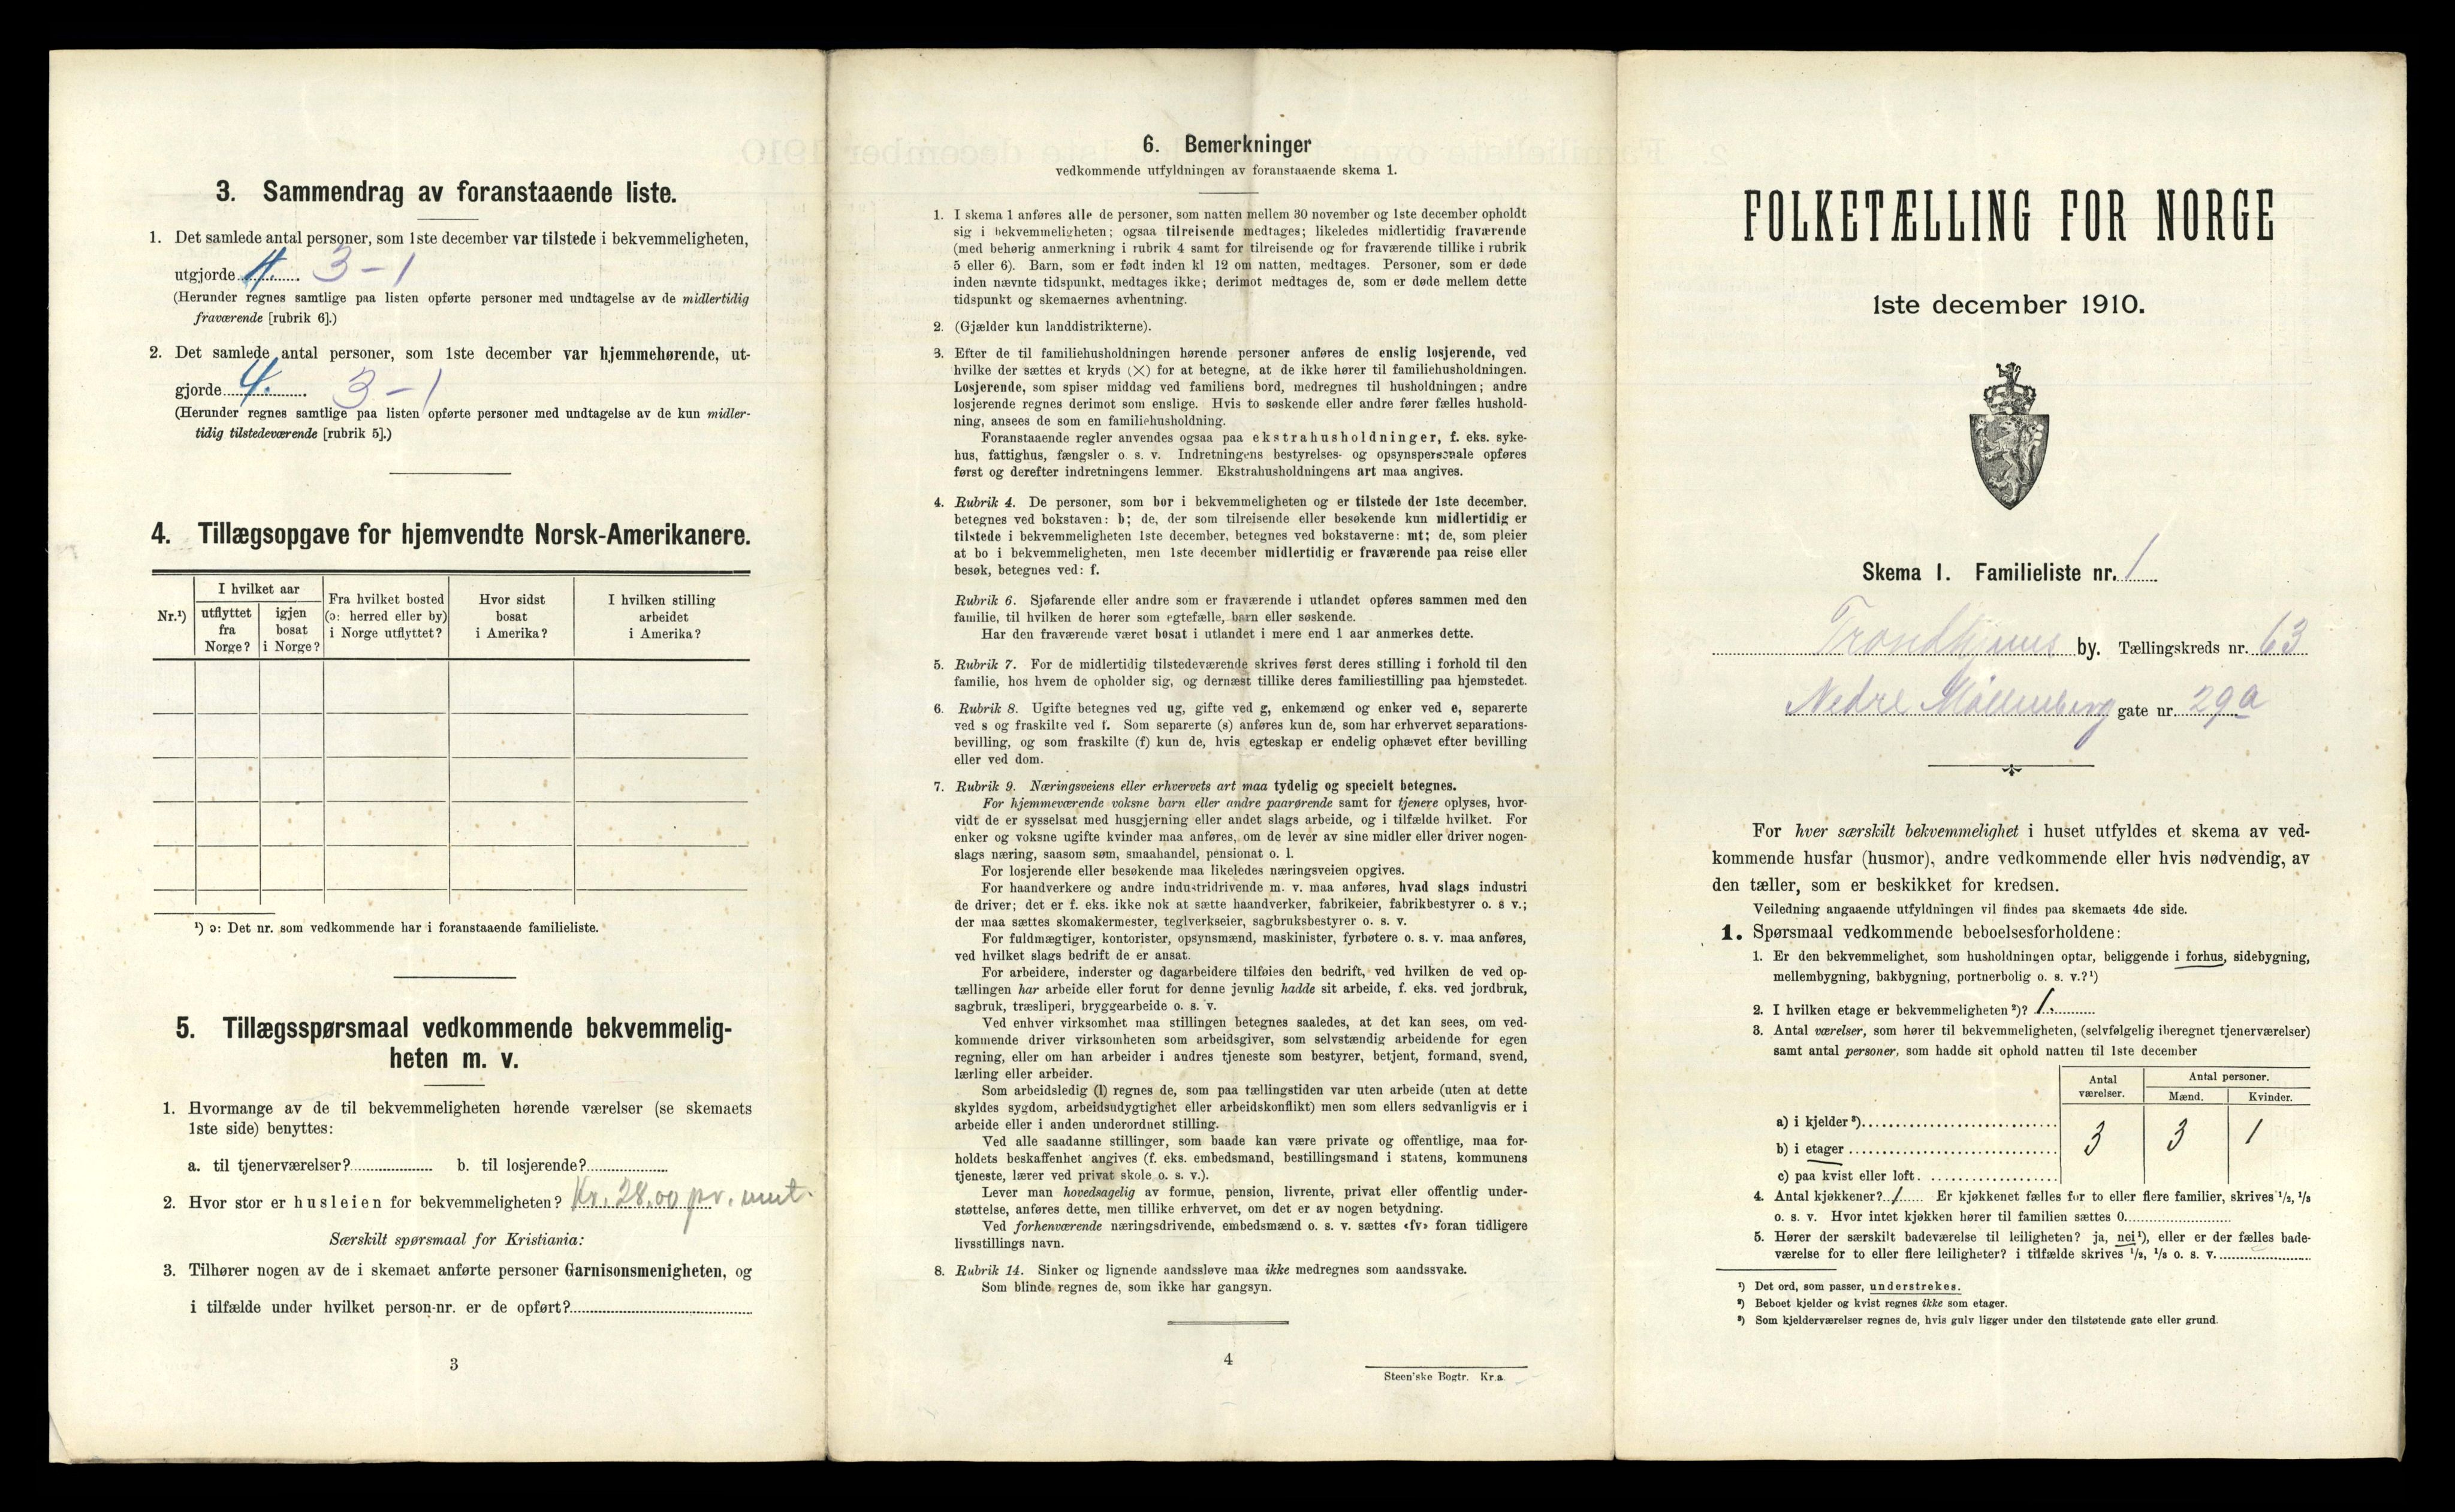 3. Sammendrag av foranstaaende liste.
1. Det samlede antal personer, som 1ste december var tilstede i bekvemmeligheten,
utgjorde 4. 3 – 1
(Herunder regnes samtlige paa listen opførte personer med undtagelse av de midlertidig
fraværende [rubrik 6].)
2. Det samlede antal personer, som 1ste december var hjemmehørende, ut-
gjorde 4. 3 – 1
(Herunder regnes samtlige paa listen opførte personer med undtagelse av de kun midler-
tidig tilstedeværende [rubrik 5].)
4. Tillægsopgave for hjemvendte Norsk-Amerikanere.
Nr.¹)
I hvilket aar
utflyttet fra Norge?
igjen bosat i Norge?
Fra hvilket bosted (ɔ: herred eller by) i Norge utflyttet?
Hvor sidst bosat i Amerika?
I hvilken stilling arbeidet i Amerika?
¹) ɔ: Det nr. som vedkommende har i foranstaaende familieliste.
5. Tillægsspørsmaal vedkommende bekvemmelig-
heten m. v.
1. Hvormange av de til bekvemmeligheten hørende værelser (se skemaets
1ste side) benyttes:
a. til tjenerværelser? b. til losjerende?
2. Hvor stor er husleien for bekvemmeligheten? Kr. 28.00 pr. mnt.
Særskilt spørsmaal for Kristiania:
3. Tilhører nogen av de i skemaet anførte personer Garnisonsmenigheten, og
i tilfælde under hvilket person-nr. er de opført?
3
6. Bemerkninger
vedkommende utfyldningen av foranstaaende skema 1.
1. I skema 1 anføres alle de personer, som natten mellem 30 november og 1ste december opholdt
sig i bekvemmeligheten; ogsaa tilreisende medtages; likeledes midlertidig fraværende
(med behørig anmerkning i rubrik 4 samt for tilreisende og for fraværende tillike i rubrik
5 eller 6). Barn, som er født inden kl 12 om natten, medtages. Personer, som er døde
inden nævnte tidspunkt, medtages ikke; derimot medtages de, som er døde mellem dette
tidspunkt og skemaernes avhentning.
2. (Gjælder kun landdistrikterne).
3. Efter de til familiehusholdningen hørende personer anføres de enslig losjerende, ved
hvilke der sættes et kryds (×) for at betegne, at de ikke hører til familiehusholdningen.
Losjerende, som spiser middag ved familiens bord, medregnes til husholdningen; andre
losjerende regnes derimot som enslige. Hvis to søskende eller andre fører fælles hushold-
ning, ansees de som en familiehusholdning.
Foranstaaende regler anvendes ogsaa paa ekstrahusholdninger, f. eks. syke-
hus, fattighus, fængsler o. s. v. Indretningens bestyrelses- og opsynspersonale opføres
først og derefter indretningens lemmer. Ekstrahusholdningens art maa angives.
4. Rubrik 4. De personer, som bor i bekvemmeligheten og er tilstede der 1ste december,
betegnes ved bokstaven: b; de, der som tilreisende eller besøkende kun midlertidig er
tilstede i bekvemmeligheten 1ste december, betegnes ved bokstaverne: mt; de, som pleier
at bo i bekvemmeligheten, men 1ste december midlertidig er fraværende paa reise eller
besøk, betegnes ved: f.
Rubrik 6. Sjøfarende eller andre som er fraværende i utlandet opføres sammen med den
familie, til hvilken de hører som egtefælle, barn eller søskende.
Har den fraværende været bosat i utlandet i mere end 1 aar anmerkes dette.
5. Rubrik 7. For de midlertidig tilstedeværende skrives først deres stilling i forhold til den
familie, hos hvem de opholder sig, og dernæst tillike deres familiestilling paa hjemstedet.
6. Rubrik 8. Ugifte betegnes ved ug, gifte ved g, enkemænd og enker ved e, separerte
ved s og fraskilte ved f. Som separerte (s) anføres kun de, som har erhvervet separations-
bevilling, og som fraskilte (f) kun de, hvis egteskap er endelig ophævet efter bevilling
eller ved dom.
7. Rubrik 9. Næringsveiens eller erhvervets art maa tydelig og specielt betegnes.
For hjemmeværende voksne barn eller andre paarørende samt for tjenere oplyses, hvor-
vidt de er sysselsat med husgjerning eller andet slags arbeide, og i tilfælde hvilket. For
enker og voksne ugifte kvinder maa anføres, om de lever av sine midler eller driver nogen-
slags næring, saasom søm, smaahandel, pensionat o. l.
For losjerende eller besøkende maa likeledes næringsveien opgives.
For haandverkere og andre industridrivende m. v. maa anføres, hvad slags industri
de driver; det er f. eks. ikke nok at sætte haandverker, fabrikeier, fabrikbestyrer o. s v.;
der maa sættes skomakermester, teglverkseier, sagbruksbestyrer o. s. v.
For fuldmægtiger, kontorister, opsynsmænd, maskinister, fyrbøtere o. s. v. maa anføres,
ved hvilket slags bedrift de er ansat.
For arbeidere, inderster og dagarbeidere tilføies den bedrift, ved hvilken de ved op-
tællingen har arbeide eller forut for denne jevnlig hadde sit arbeide, f. eks. ved jordbruk,
sagbruk, træsliperi, bryggearbeide o. s. v.
Ved enhver virksomhet maa stillingen betegnes saaledes, at det kan sees, om ved-
kommende driver virksomheten som arbeidsgiver, som selvstændig arbeidende for egen
regning, eller om han arbeider i andres tjeneste som bestyrer, betjent, formand, svend,
lærling eller arbeider.
Som arbeidsledig (l) regnes de, som paa tællingstiden var uten arbeide (uten at dette
skyldes sygdom, arbeidsudygtighet eller arbeidskonflikt) men som ellers sedvanligvis er i
arbeide eller i anden underordnet stilling.
Ved alle saadanne stillinger, som baade kan være private og offentlige, maa for-
holdets beskaffenhet angives (f. eks. embedsmand, bestillingsmand i statens, kommunens
tjeneste, lærer ved privat skole o. s. v.).
Lever man hovedsagelig av formue, pension, livrente, privat eller offentlig under-
støttelse, anføres dette, men tillike erhvervet, om det er av nogen betydning.
Ved forhenværende næringsdrivende, embedsmænd o. s. v. sættes «fv» foran tidligere
livsstillings navn.
8. Rubrik 14. Sinker og lignende aandssløve maa ikke medregnes som aandssvake.
Som blinde regnes de, som ikke har gangsyn.
4
Steen'ske Bogtr. Kr.a.
FOLKETÆLLING FOR NORGE
1ste december 1910.
Skema I. Familieliste nr. 1
Trondhjems by. Tællingskreds nr. 63
Nedre Møllenberg gate nr. 29a
For hver særskilt bekvemmelighet i huset utfyldes et skema av ved-
kommende husfar (husmor), andre vedkommende eller hvis nødvendig, av
den tæller, som er beskikket for kredsen.
Veiledning angaaende utfyldningen vil findes paa skemaets 4de side.
1. Spørsmaal vedkommende beboelsesforholdene:
1. Er den bekvemmelighet, som husholdningen optar, beliggende i forhus, sidebygning,
mellembygning, bakbygning, portnerbolig o. s. v.?¹)
2. I hvilken etage er bekvemmeligheten²)? 1.
3. Antal værelser, som hører til bekvemmeligheten, (selvfølgelig iberegnet tjenerværelser)
samt antal personer, som hadde sit ophold natten til 1ste december
Antal værelser.
Antal personer.
Mænd. Kvinder.
a) i kjelder³)
b) i etager 3 3 1
c) paa kvist eller loft
4. Antal kjøkkener? 1 Er kjøkkenet fælles for to eller flere familier, skrives ½, ⅓
o. s. v. Hvor intet kjøkken hører til familien sættes 0.
5. Hører der særskilt badeværelse til leiligheten? ja, nei¹), eller er der fælles bade-
værelse for to eller flere leiligheter? i tilfælde skrives ½, ⅓ o. s. v.
¹) Det ord, som passer, understrekes.
²) Beboet kjelder og kvist regnes ikke som etager.
³) Som kjelderværelser regnes de, hvis gulv ligger under den tilstøtende gate eller grund.